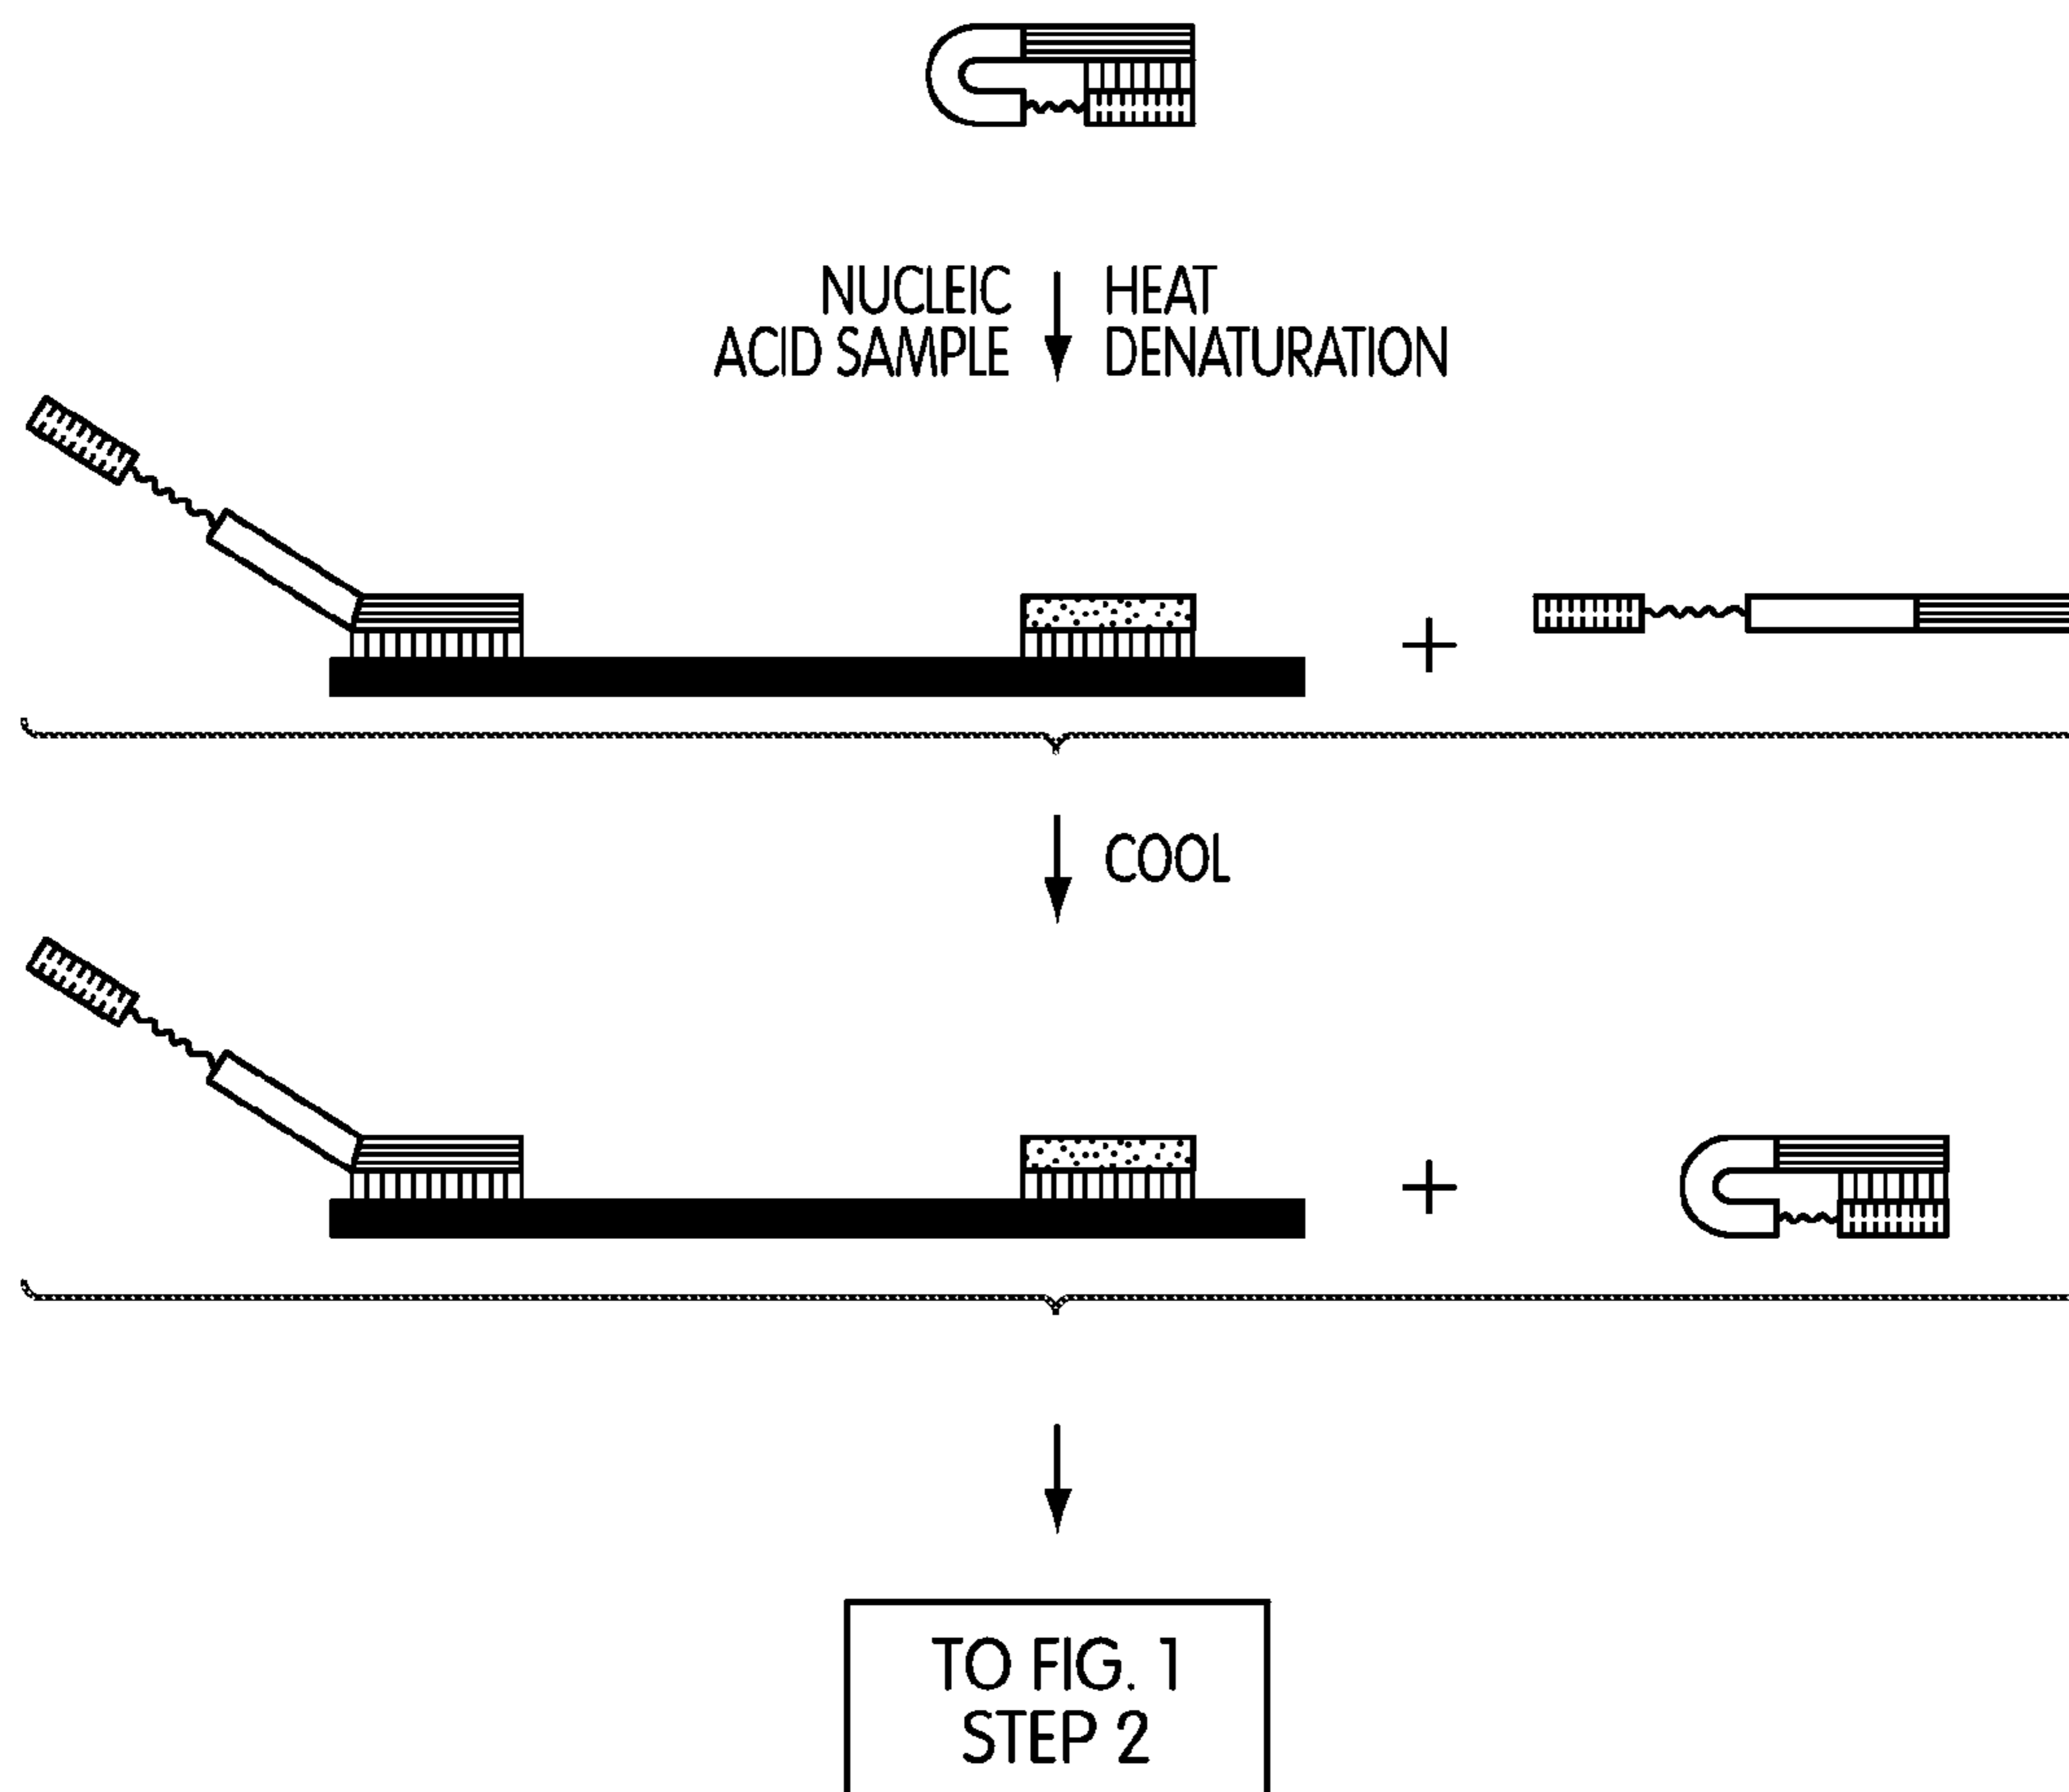 NUCLEIC
ACID SAMPLE
HEAT
DENATURATION
+
COOL
+
TO FIG. 1
STEP 2